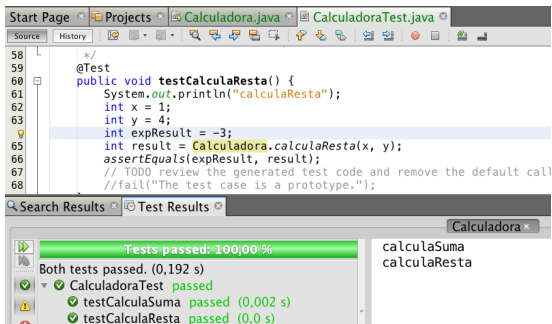 Start Page Projects Calculadora.java CalculadoraTest.java
Source History
58 */
59 @Test
60 public void testCalculaResta() {
61 System.out.println("calculaResta");
62 int x = 1;
63 int y = 4;
int expResult = -3;
65 int result = Calculadora.calculaResta(x, y);
66 assertEquals(expResult, result);
67 // TODO review the generated test code and remove the default call
68 //fail("The test case is a prototype.");
Search Results Test Results
Calculadora
Tests passed: 100,00 %
Both tests passed. (0,192 s)
CalculadoraTest passed
testCalculaSuma passed (0,002 s)
testCalculaResta passed (0,0 s)
calculaSuma
calculaResta